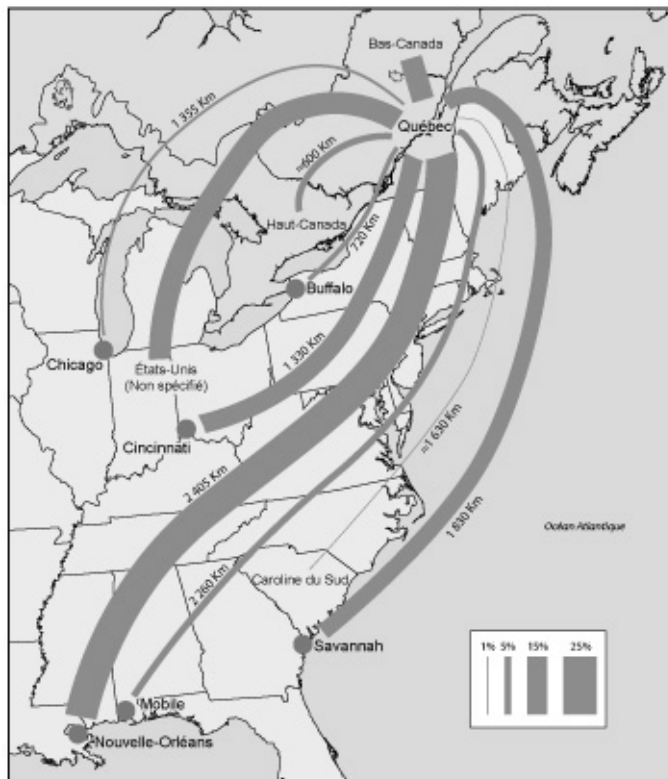 Bas-Canada
1 355 Km
Québec
≈600 Km
Haut-Canada
720 Km
Buffalo
Chicago
États-Unis
(Non spécifié)
1 330 Km
Cincinnati
≈1 630 Km
2 405 Km
1 830 Km
Océan Atlantique
2 260 Km
Caroline du Sud
Savannah
1% 5% 15% 25%
Mobile
Nouvelle-Orléans